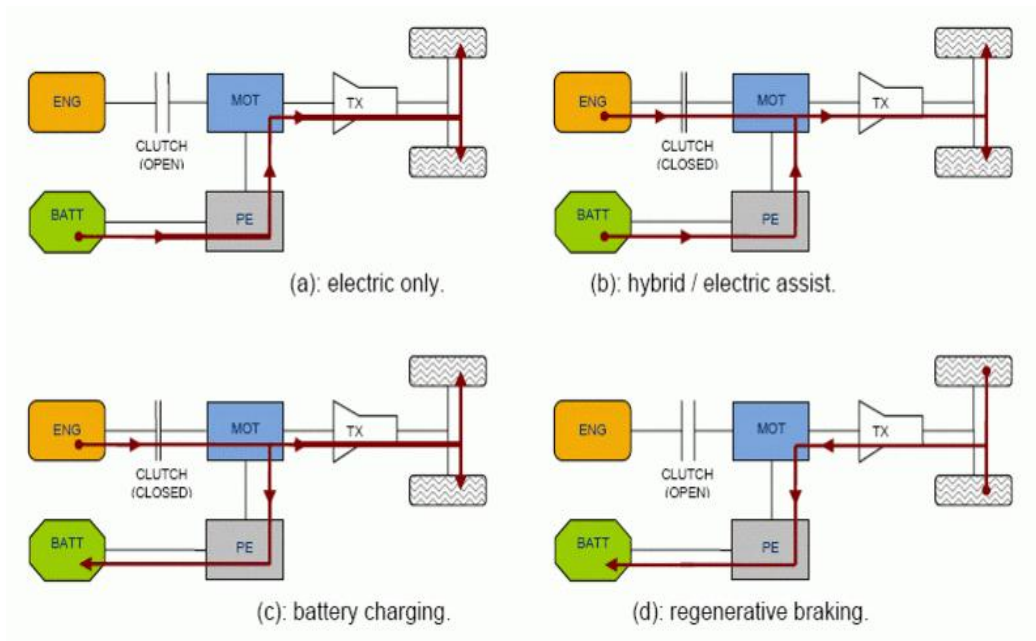 ENG
MOT
TX
CLUTCH
(OPEN)
BATT
PE
(a): electric only.
ENG
MOT
TX
CLUTCH
(CLOSED)
BATT
PE
(b): hybrid / electric assist.
ENG
MOT
TX
CLUTCH
(CLOSED)
BATT
PE
(c): battery charging.
ENG
MOT
TX
CLUTCH
(OPEN)
BATT
PE
(d): regenerative braking.